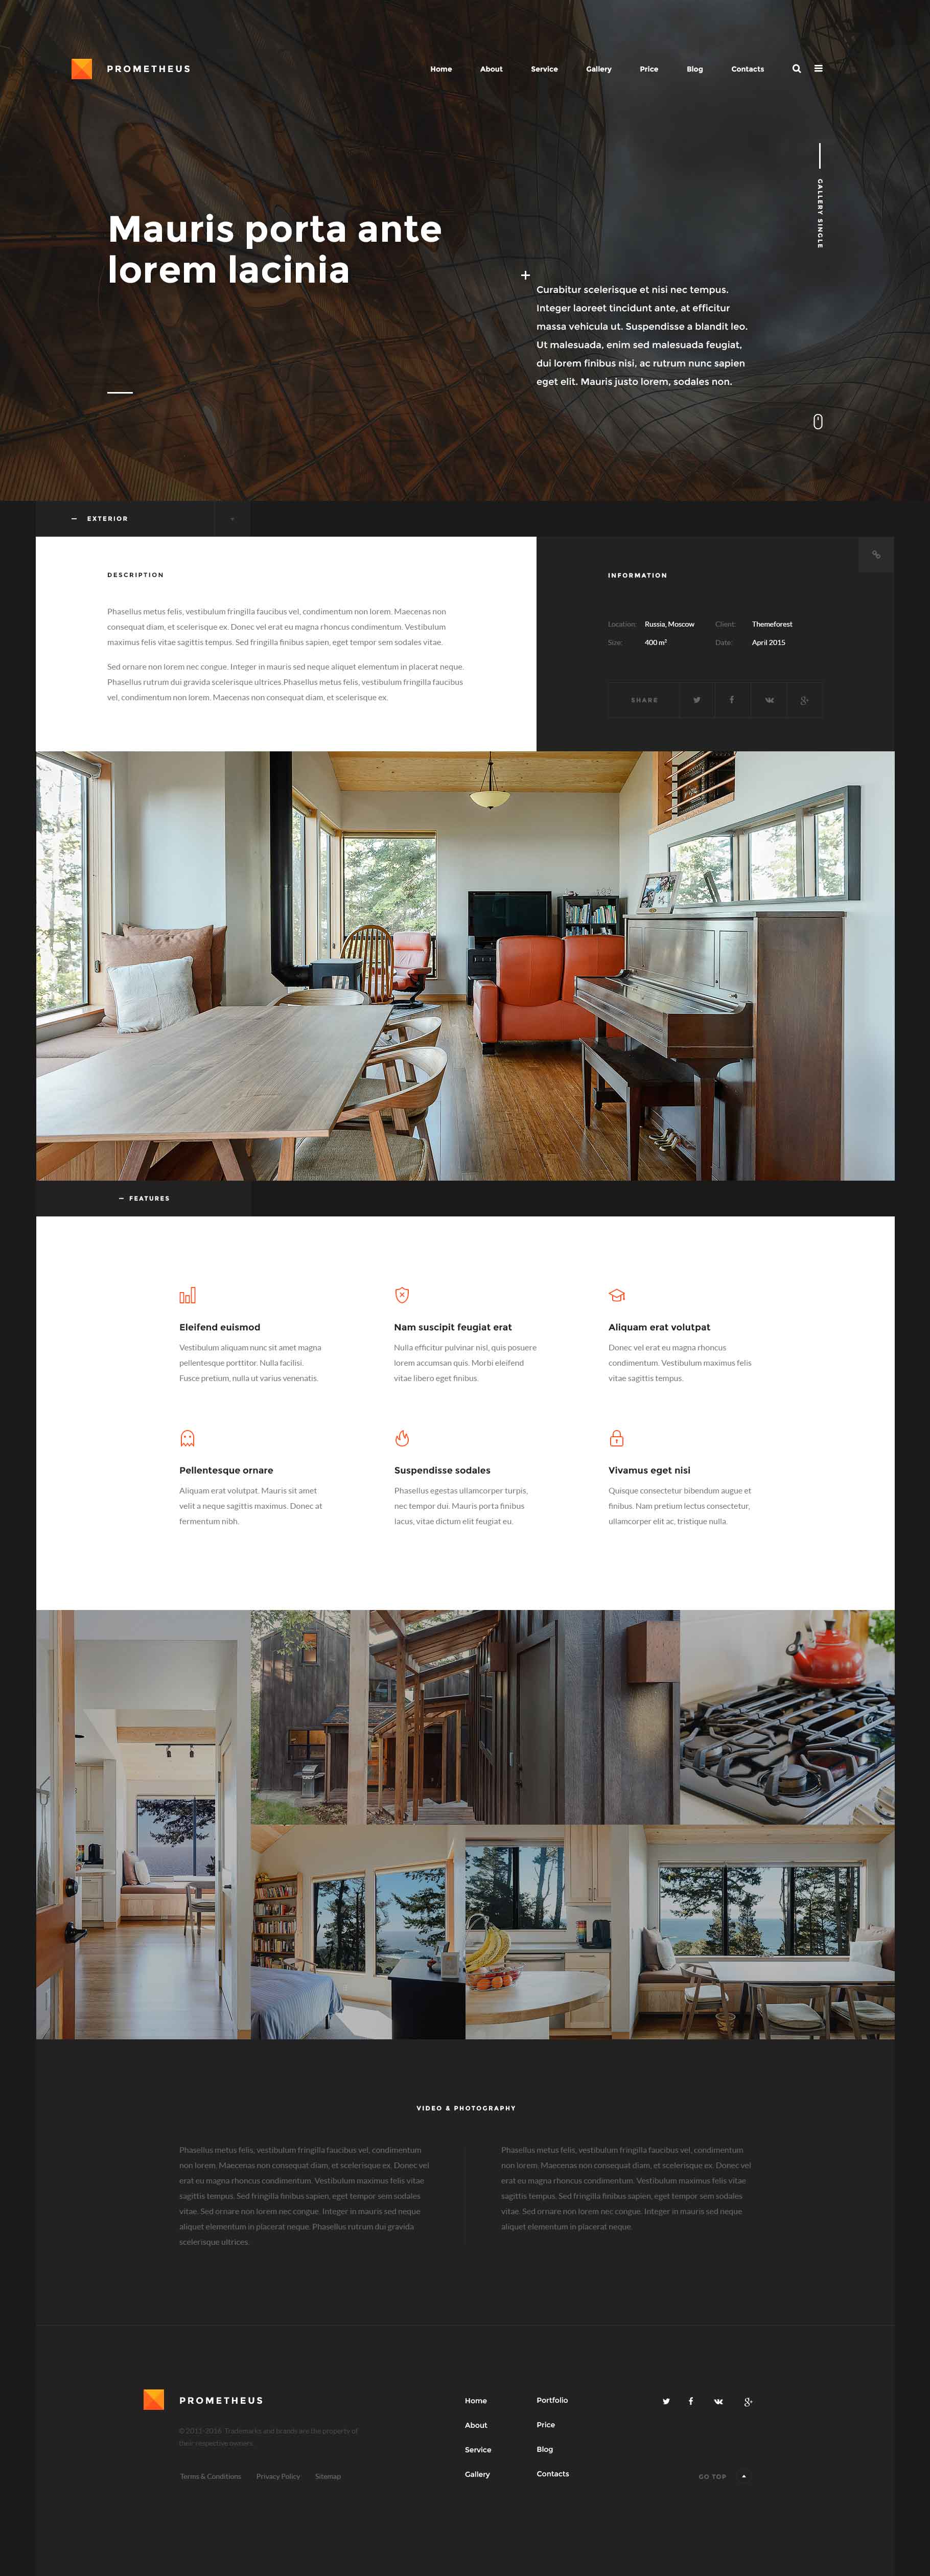 PROMETHEUS
Home About Service Gallery Price Blog Contacts
GALLERY SINGLE
Mauris porta ante
lorem lacinia
Curabitur scelerisque et nisi nec tempus.
Integer laoreet tincidunt ante, at efficitur
massa vehicula ut. Suspendisse a blandit leo.
Ut malesuada, enim sed malesuada feugiat,
dui lorem finibus nisi, ac rutrum nunc sapien
eget elit. Mauris justo lorem, sodales non.
EXTERIOR
DESCRIPTION
Phasellus metus felis, vestibulum fringilla faucibus vel, condimentum non lorem. Maecenas non
consequat diam, et scelerisque ex. Donec vel erat eu magna rhoncus condimentum. Vestibulum
maximus felis vitae sagittis tempus. Sed fringilla finibus sapien, eget tempor sem sodales vitae.
Sed ornare non lorem nec congue. Integer in mauris sed neque aliquet elementum in placerat neque.
Phasellus rutrum dui gravida scelerisque ultrices.Phasellus metus felis, vestibulum fringilla faucibus
vel, condimentum non lorem. Maecenas non consequat diam, et scelerisque ex.
INFORMATION
Location: Russia, Moscow Client: Themeforest
Size: 400 m² Date: April 2015
SHARE
FEATURES
Eleifend euismod
Vestibulum aliquam nunc sit amet magna
pellentesque porttitor. Nulla facilisi.
Fusce pretium, nulla ut varius venenatis.
Nam suscipit feugiat erat
Nulla efficitur pulvinar nisl, quis posuere
lorem accumsan quis. Morbi eleifend
vitae libero eget finibus.
Aliquam erat volutpat
Donec vel erat eu magna rhoncus
condimentum. Vestibulum maximus felis
vitae sagittis tempus.
Pellentesque ornare
Aliquam erat volutpat. Mauris sit amet
velit a neque sagittis maximus. Donec at
fermentum nibh.
Suspendisse sodales
Phasellus egestas ullamcorper turpis,
nec tempor dui. Mauris porta finibus
lacus, vitae dictum elit feugiat eu.
Vivamus eget nisi
Quisque consectetur bibendum augue et
finibus. Nam pretium lectus consectetur,
ullamcorper elit ac, tristique nulla.
VIDEO & PHOTOGRAPHY
Phasellus metus felis, vestibulum fringilla faucibus vel, condimentum
non lorem. Maecenas non consequat diam, et scelerisque ex. Donec vel
erat eu magna rhoncus condimentum. Vestibulum maximus felis vitae
sagittis tempus. Sed fringilla finibus sapien, eget tempor sem sodales
vitae. Sed ornare non lorem nec congue. Integer in mauris sed neque
aliquet elementum in placerat neque. Phasellus rutrum dui gravida
scelerisque ultrices.
Phasellus metus felis, vestibulum fringilla faucibus vel, condimentum
non lorem. Maecenas non consequat diam, et scelerisque ex. Donec vel
erat eu magna rhoncus condimentum. Vestibulum maximus felis vitae
sagittis tempus. Sed fringilla finibus sapien, eget tempor sem sodales
vitae. Sed ornare non lorem nec congue. Integer in mauris sed neque
aliquet elementum in placerat neque.
PROMETHEUS
Trademarks and brands are the property of
their respective owners.
Terms & Conditions Privacy Policy Sitemap
Home
About
Service
Gallery
Portfolio
Price
Blog
Contacts
GO TOP